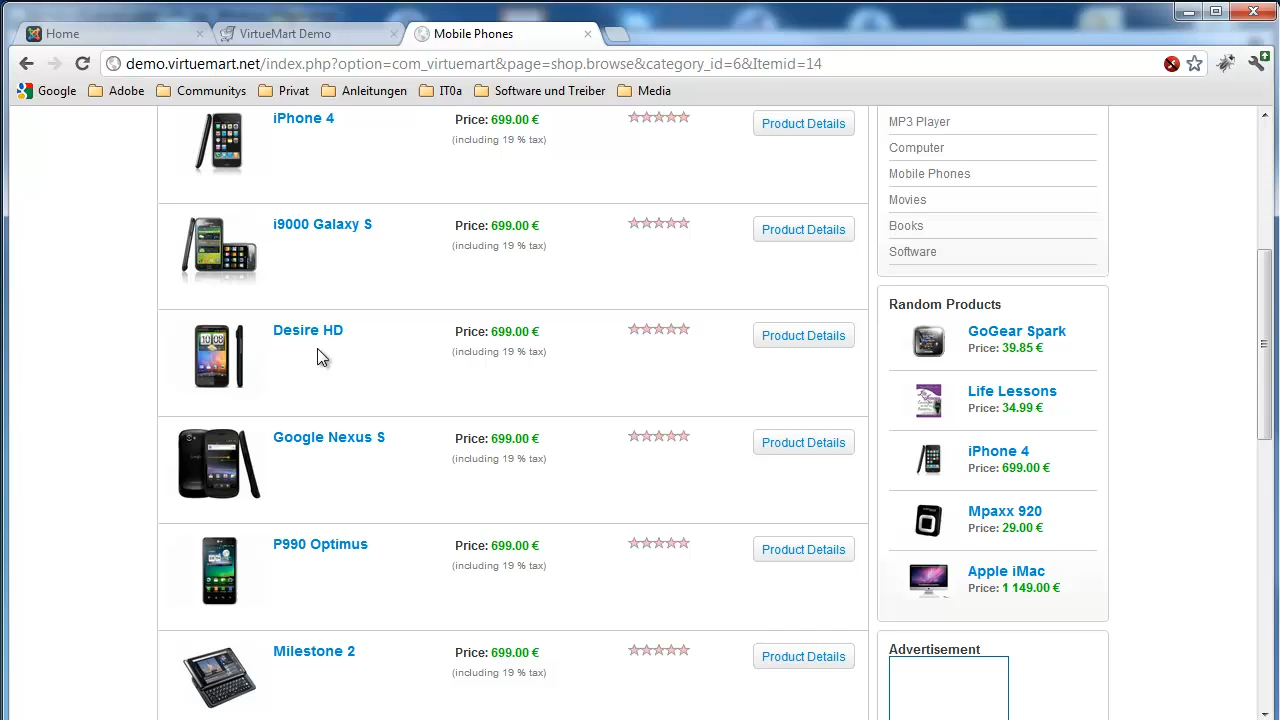 Home
VirtueMart Demo
Mobile Phones
demo.virtuemart.net/index.php?option=com_virtuemart&page=shop.browse&category_id=6&Itemid=14
Google
Adobe
Communitys
Privat
Anleitungen
IT0a
Software und Treiber
Media
iPhone 4
Price: 699.00 €
(including 19 % tax)
Product Details
i9000 Galaxy S
Price: 699.00 €
(including 19 % tax)
Product Details
Desire HD
Price: 699.00 €
(including 19 % tax)
Product Details
Google Nexus S
Price: 699.00 €
(including 19 % tax)
Product Details
P990 Optimus
Price: 699.00 €
(including 19 % tax)
Product Details
Milestone 2
Price: 699.00 €
(including 19 % tax)
Product Details
MP3 Player
Computer
Mobile Phones
Movies
Books
Software
Random Products
GoGear Spark
Price: 39.85 €
Life Lessons
Price: 34.99 €
iPhone 4
Price: 699.00 €
Mpaxx 920
Price: 29.00 €
Apple iMac
Price: 1 149.00 €
Advertisement